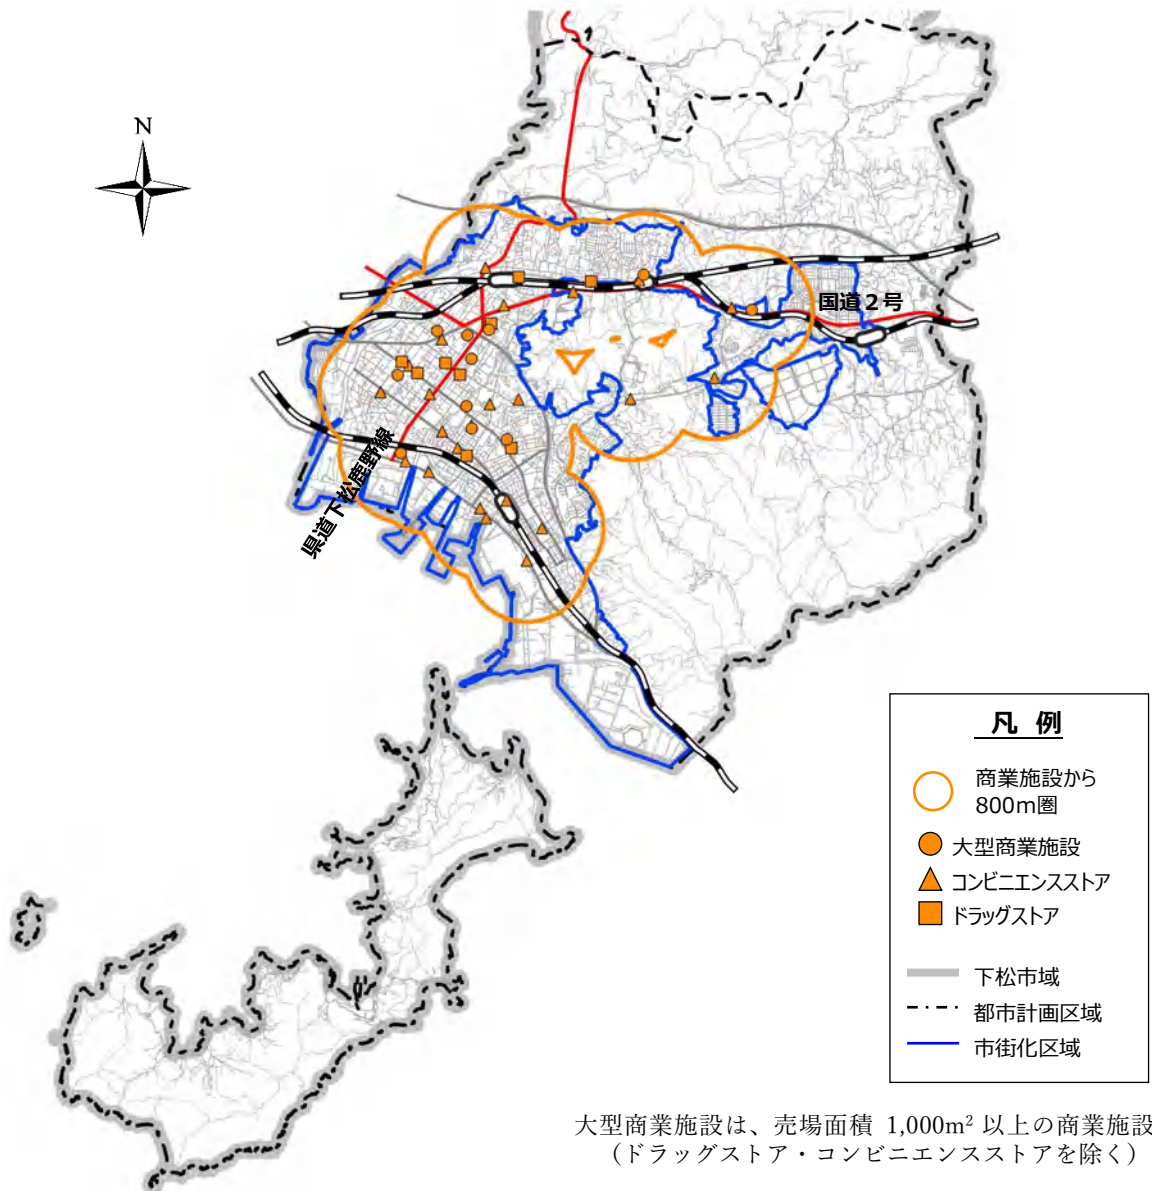 N
国道２号
県道下松鹿野線
凡 例
商業施設から
800m圏
大型商業施設
コンビニエンスストア
ドラッグストア
下松市域
都市計画区域
市街化区域
大型商業施設は、売場面積 1,000m² 以上の商業施設
（ドラッグストア・コンビニエンスストアを除く）